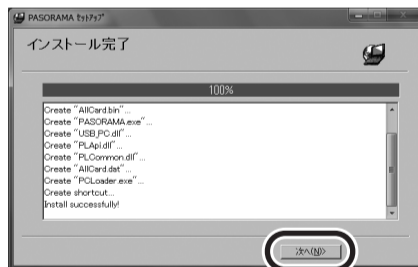 PASORAMA ｾｯﾄｱｯﾌﾟ
インストール完了
100%
Create "AllCard.bin"...
Create "PASORAMA.exe"...
Create "USB_PC.dll"...
Create "PLApi.dll"...
Create "PLCommon.dll"...
Create "AllCard.dat"...
Create "PCLoader.exe"...
Create shortcut...
Install successfully!
次へ(N)>